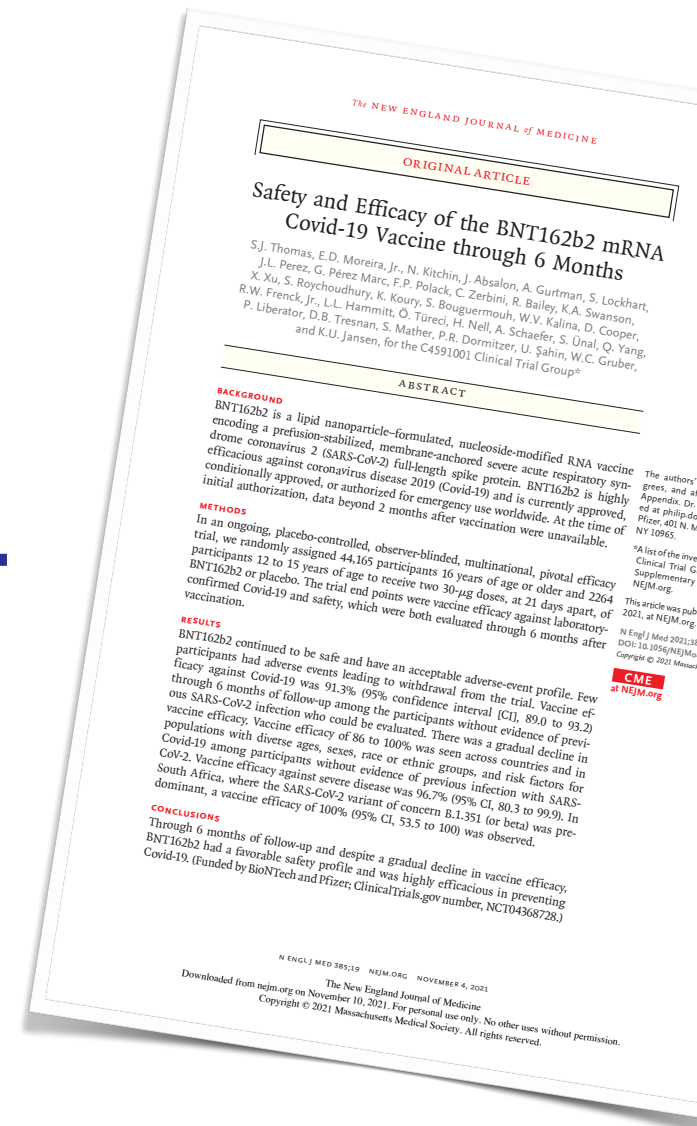 The NEW ENGLAND JOURNAL of MEDICINE
ORIGINAL ARTICLE
Safety and Efficacy of the BNT162b2 mRNA
Covid-19 Vaccine through 6 Months
S.J. Thomas, E.D. Moreira, Jr., N. Kitchin, J. Absalon, A. Gurtman, S. Lockhart,
J.L. Perez, G. Pérez Marc, F.P. Polack, C. Zerbini, R. Bailey, K.A. Swanson,
X. Xu, S. Roychoudhury, K. Koury, S. Bouguermouh, W.V. Kalina, D. Cooper,
R.W. Frenck, Jr., L.L. Hammitt, Ö. Türeci, H. Nell, A. Schaefer, S. Ünal, Q. Yang,
P. Liberator, D.B. Tresnan, S. Mather, P.R. Dormitzer, U. Şahin, W.C. Gruber,
and K.U. Jansen, for the C4591001 Clinical Trial Group*
ABSTRACT
BACKGROUND
BNT162b2 is a lipid nanoparticle–formulated, nucleoside-modified RNA vaccine
encoding a prefusion-stabilized, membrane-anchored severe acute respiratory syn-
drome coronavirus 2 (SARS-CoV-2) full-length spike protein. BNT162b2 is highly
efficacious against coronavirus disease 2019 (Covid-19) and is currently approved,
conditionally approved, or authorized for emergency use worldwide. At the time of
initial authorization, data beyond 2 months after vaccination were unavailable.
METHODS
In an ongoing, placebo-controlled, observer-blinded, multinational, pivotal efficacy
trial, we randomly assigned 44,165 participants 16 years of age or older and 2264
participants 12 to 15 years of age to receive two 30-μg doses, at 21 days apart, of
BNT162b2 or placebo. The trial end points were vaccine efficacy against laboratory-
confirmed Covid-19 and safety, which were both evaluated through 6 months after
vaccination.
RESULTS
BNT162b2 continued to be safe and have an acceptable adverse-event profile. Few
participants had adverse events leading to withdrawal from the trial. Vaccine ef-
ficacy against Covid-19 was 91.3% (95% confidence interval [CI], 89.0 to 93.2)
through 6 months of follow-up among the participants without evidence of previ-
ous SARS-CoV-2 infection who could be evaluated. There was a gradual decline in
vaccine efficacy. Vaccine efficacy of 86 to 100% was seen across countries and in
populations with diverse ages, sexes, race or ethnic groups, and risk factors for
Covid-19 among participants without evidence of previous infection with SARS-
CoV-2. Vaccine efficacy against severe disease was 96.7% (95% CI, 80.3 to 99.9). In
South Africa, where the SARS-CoV-2 variant of concern B.1.351 (or beta) was pre-
dominant, a vaccine efficacy of 100% (95% CI, 53.5 to 100) was observed.
CONCLUSIONS
Through 6 months of follow-up and despite a gradual decline in vaccine efficacy,
BNT162b2 had a favorable safety profile and was highly efficacious in preventing
Covid-19. (Funded by BioNTech and Pfizer; ClinicalTrials.gov number, NCT04368728.)
The authors'
grees, and af
Appendix. Dr.
ed at philip.do
Pfizer, 401 N. M
NY 10965.
*A list of the inve
Clinical Trial G
Supplementary
NEJM.org.
This article was pub
2021, at NEJM.org.
N Engl J Med 2021;38
DOI: 10.1056/NEJMo
Copyright © 2021 Massach
CME
at NEJM.org
N ENGL J MED 385;19 NEJM.ORG NOVEMBER 4, 2021
The New England Journal of Medicine
Downloaded from nejm.org on November 10, 2021. For personal use only. No other uses without permission.
Copyright © 2021 Massachusetts Medical Society. All rights reserved.